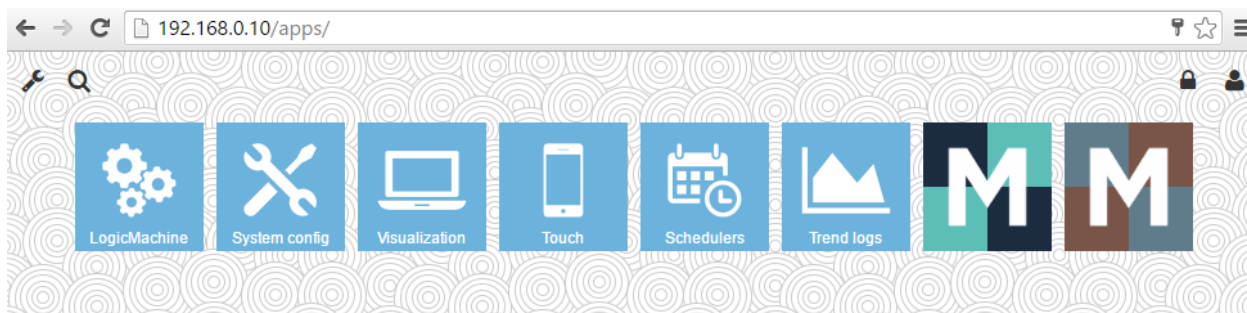 192.168.0.10/apps/
LogicMachine System config Visualization Touch Schedulers Trend logs M M